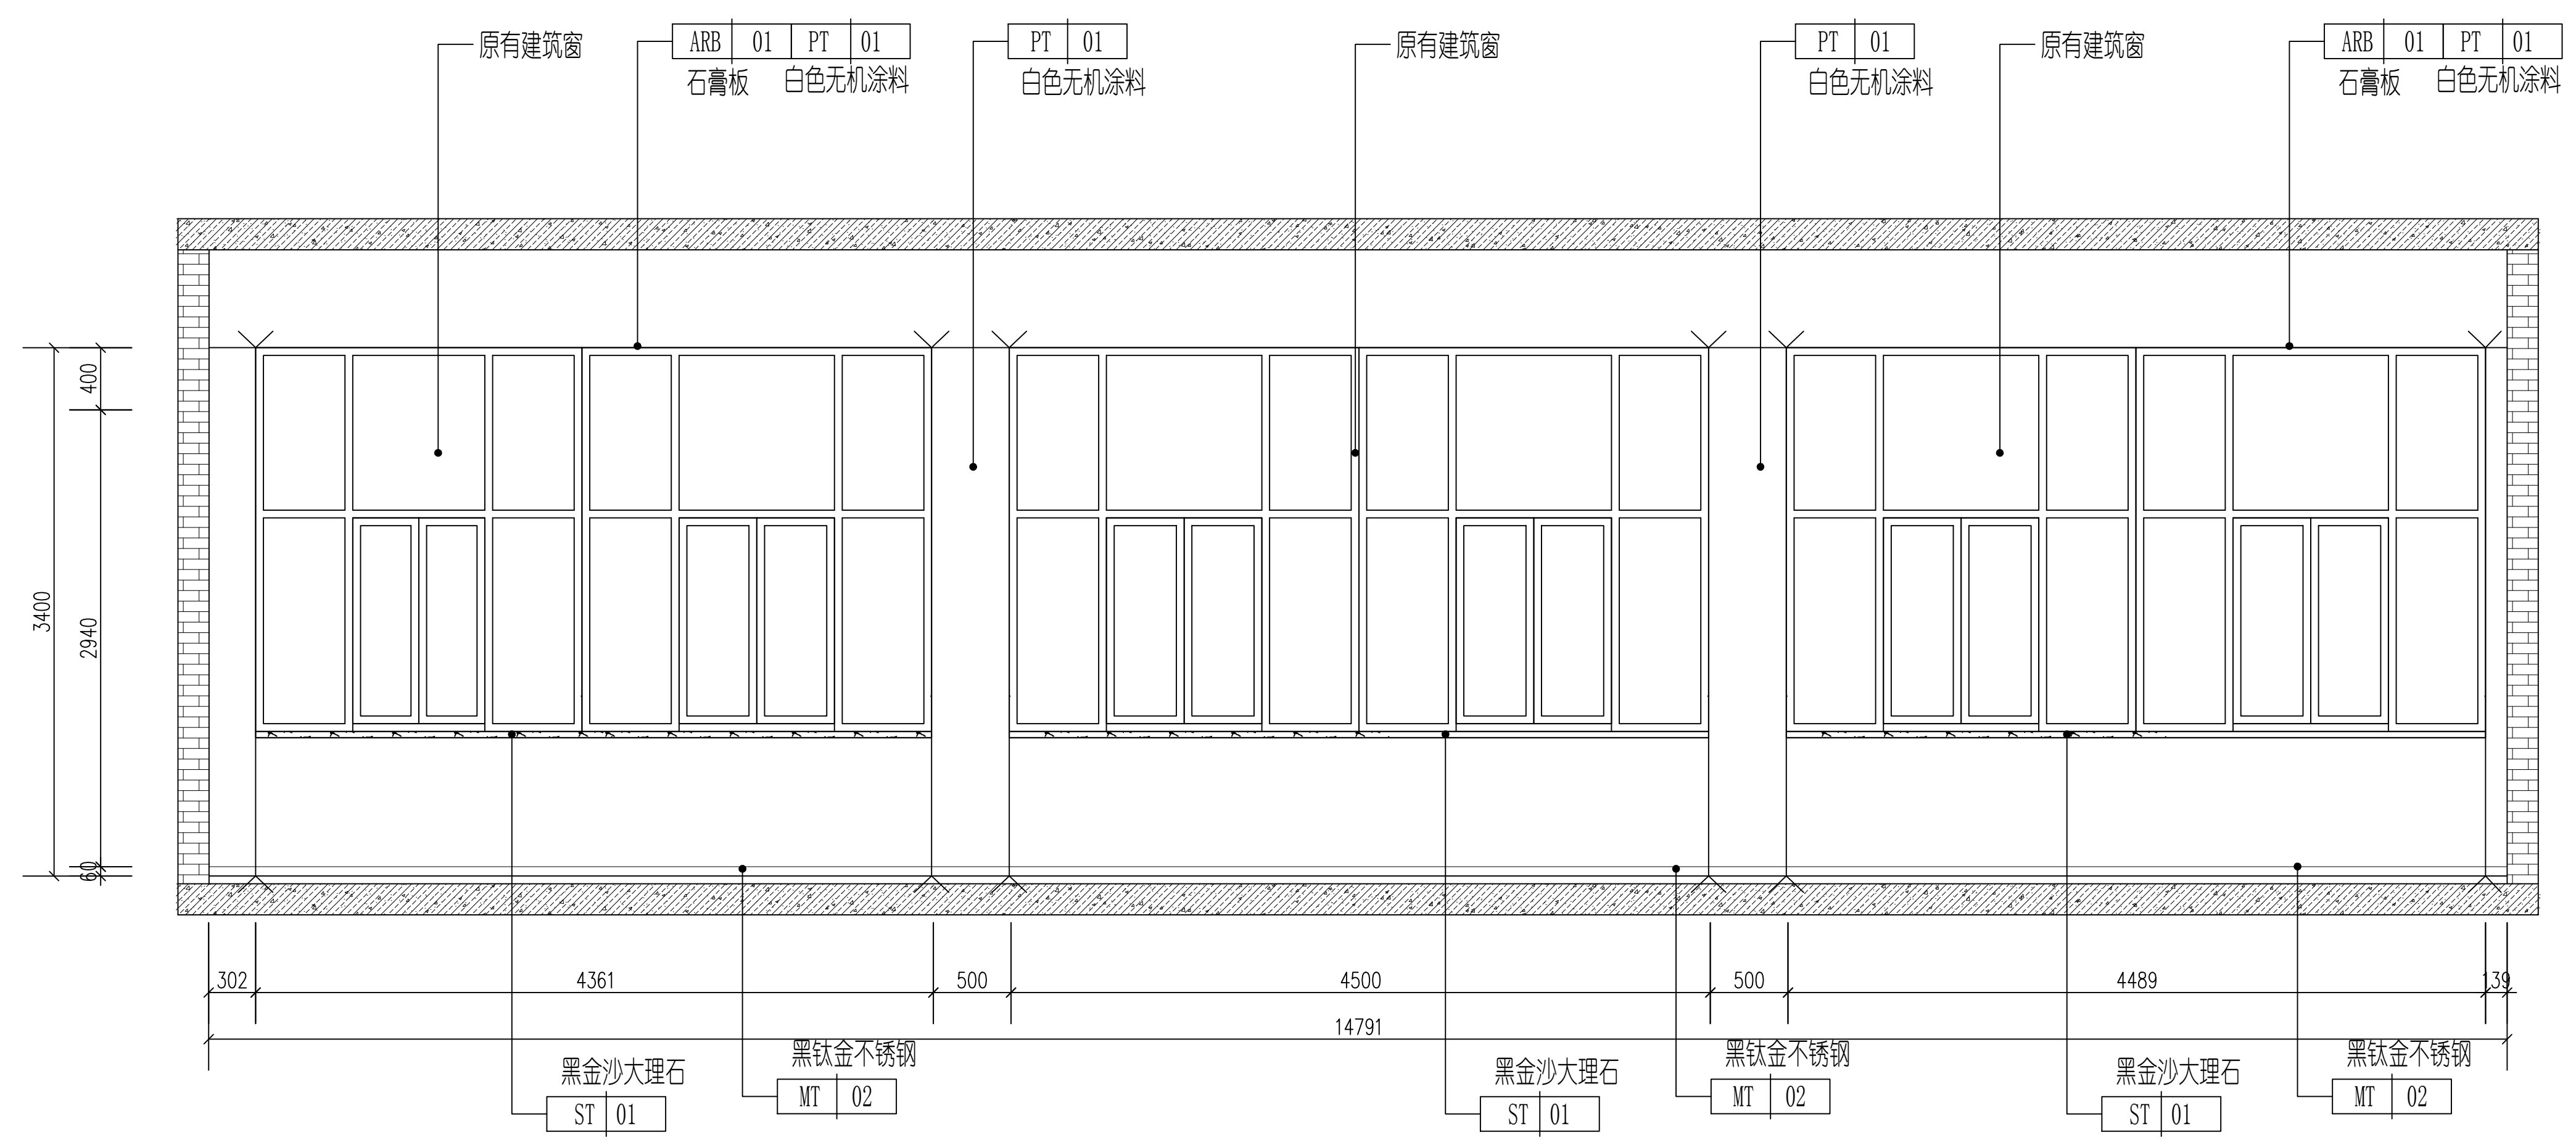 原有建筑窗
ARB 01 PT 01
石膏板 白色无机涂料
PT 01
白色无机涂料
原有建筑窗
PT 01
白色无机涂料
原有建筑窗
ARB 01 PT 01
石膏板 白色无机涂料
400
3400
2940
60
302 4361 500 4500 500 4489 139
14791
黑金沙大理石
ST 01
黑钛金不锈钢
MT 02
黑金沙大理石
ST 01
黑钛金不锈钢
MT 02
黑金沙大理石
ST 01
黑钛金不锈钢
MT 02